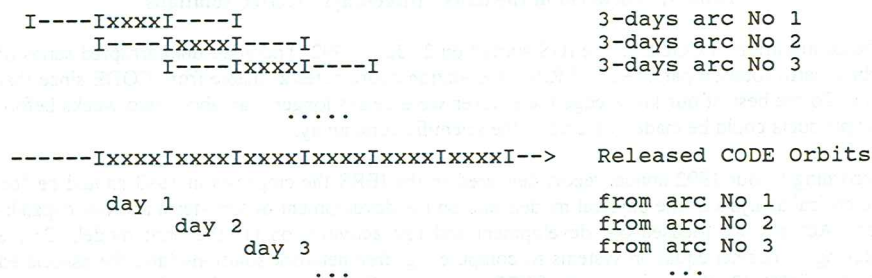 I----IxxxxI----I 3-days arc No 1
I----IxxxxI----I 3-days arc No 2
I----IxxxxI----I 3-days arc No 3
.....
------IxxxxIxxxxIxxxxIxxxxIxxxxIxxxxI--> Released CODE Orbits
day 1 from arc No 1
day 2 from arc No 2
day 3 from arc No 3
... ...